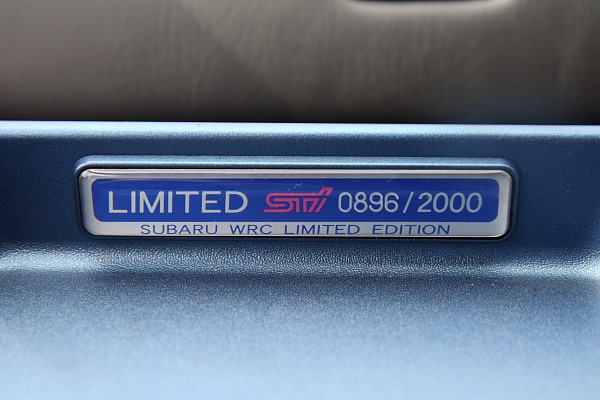 LIMITED STI 0896/2000
SUBARU WRC LIMITED EDITION